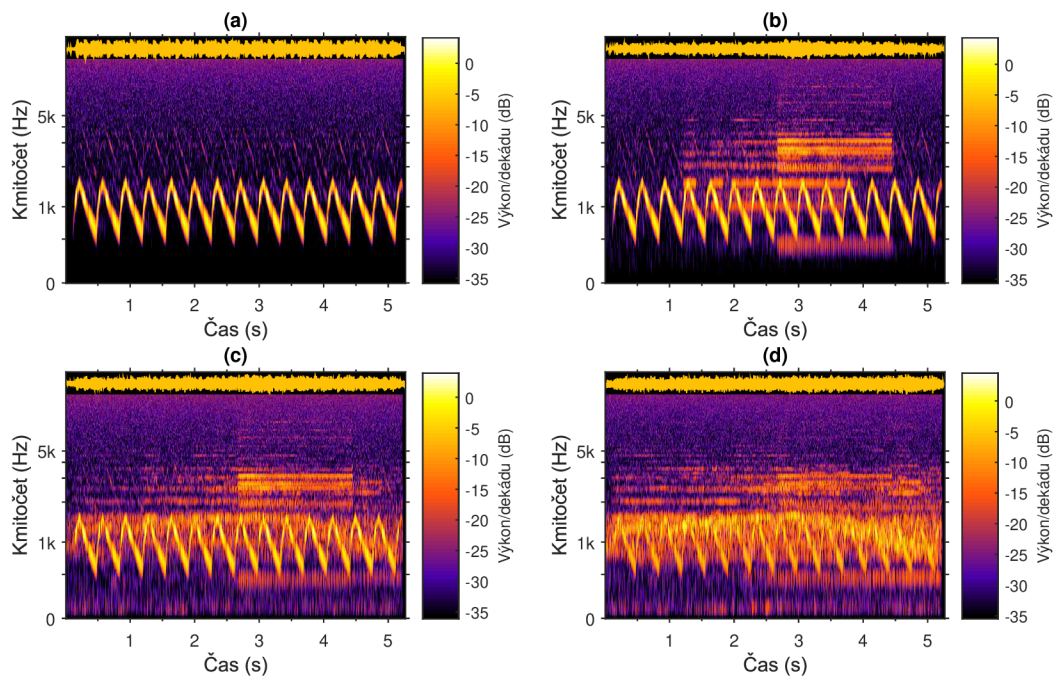 (a)
Kmitočet (Hz)
5k
1k
0
1 2 3 4 5
Čas (s)
0
-5
-10
-15
-20
-25
-30
-35
Výkon/dekádu (dB)
(b)
Kmitočet (Hz)
5k
1k
0
1 2 3 4 5
Čas (s)
0
-5
-10
-15
-20
-25
-30
-35
Výkon/dekádu (dB)
(c)
Kmitočet (Hz)
5k
1k
0
1 2 3 4 5
Čas (s)
0
-5
-10
-15
-20
-25
-30
-35
Výkon/dekádu (dB)
(d)
Kmitočet (Hz)
5k
1k
0
1 2 3 4 5
Čas (s)
0
-5
-10
-15
-20
-25
-30
-35
Výkon/dekádu (dB)